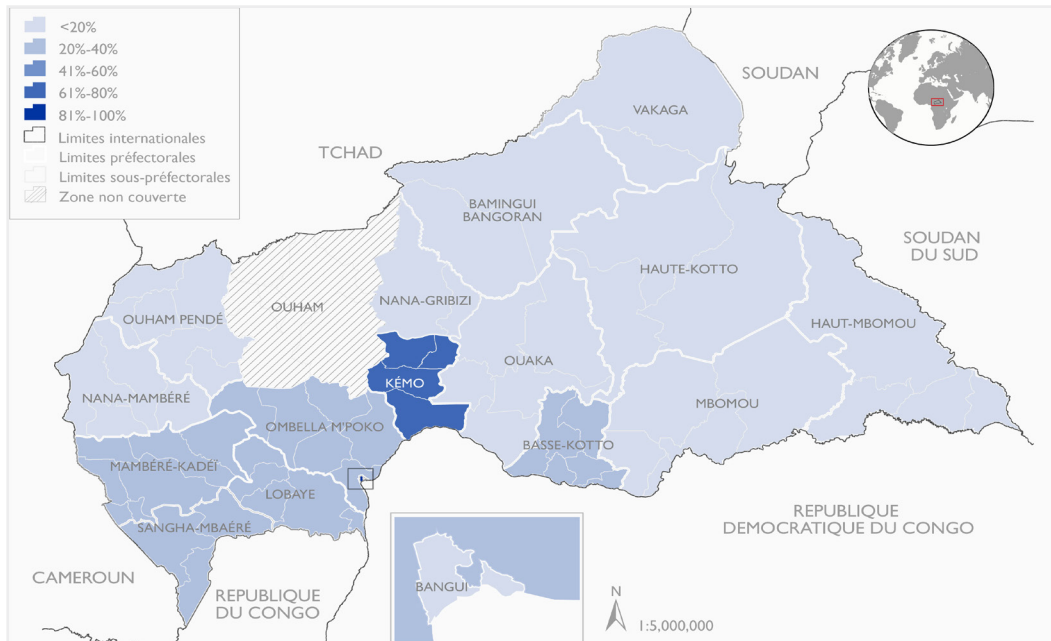 <20%
20%-40%
41%-60%
61%-80%
81%-100%
Limites internationales
Limites préfectorales
Limites sous-préfectorales
Zone non couverte
SOUDAN
VAKAGA
TCHAD
BAMINGUI
BANGORAN
SOUDAN
DU SUD
HAUTE-KOTTO
NANA-GRIBIZI
OUHAM
OUHAM PENDÉ
HAUT-MBOMOU
OUAKA
KÉMO
NANA-MAMBÉRÉ
MBOMOU
OMBELLA M'POKO
BASSE-KOTTO
MAMBÉRÉ-KADÉÏ
LOBAYE
SANGHA-MBAÉRÉ
REPUBLIQUE
DEMOCRATIQUE DU CONGO
CAMEROUN
REPUBLIQUE
DU CONGO
BANGUI
N
1:5,000,000